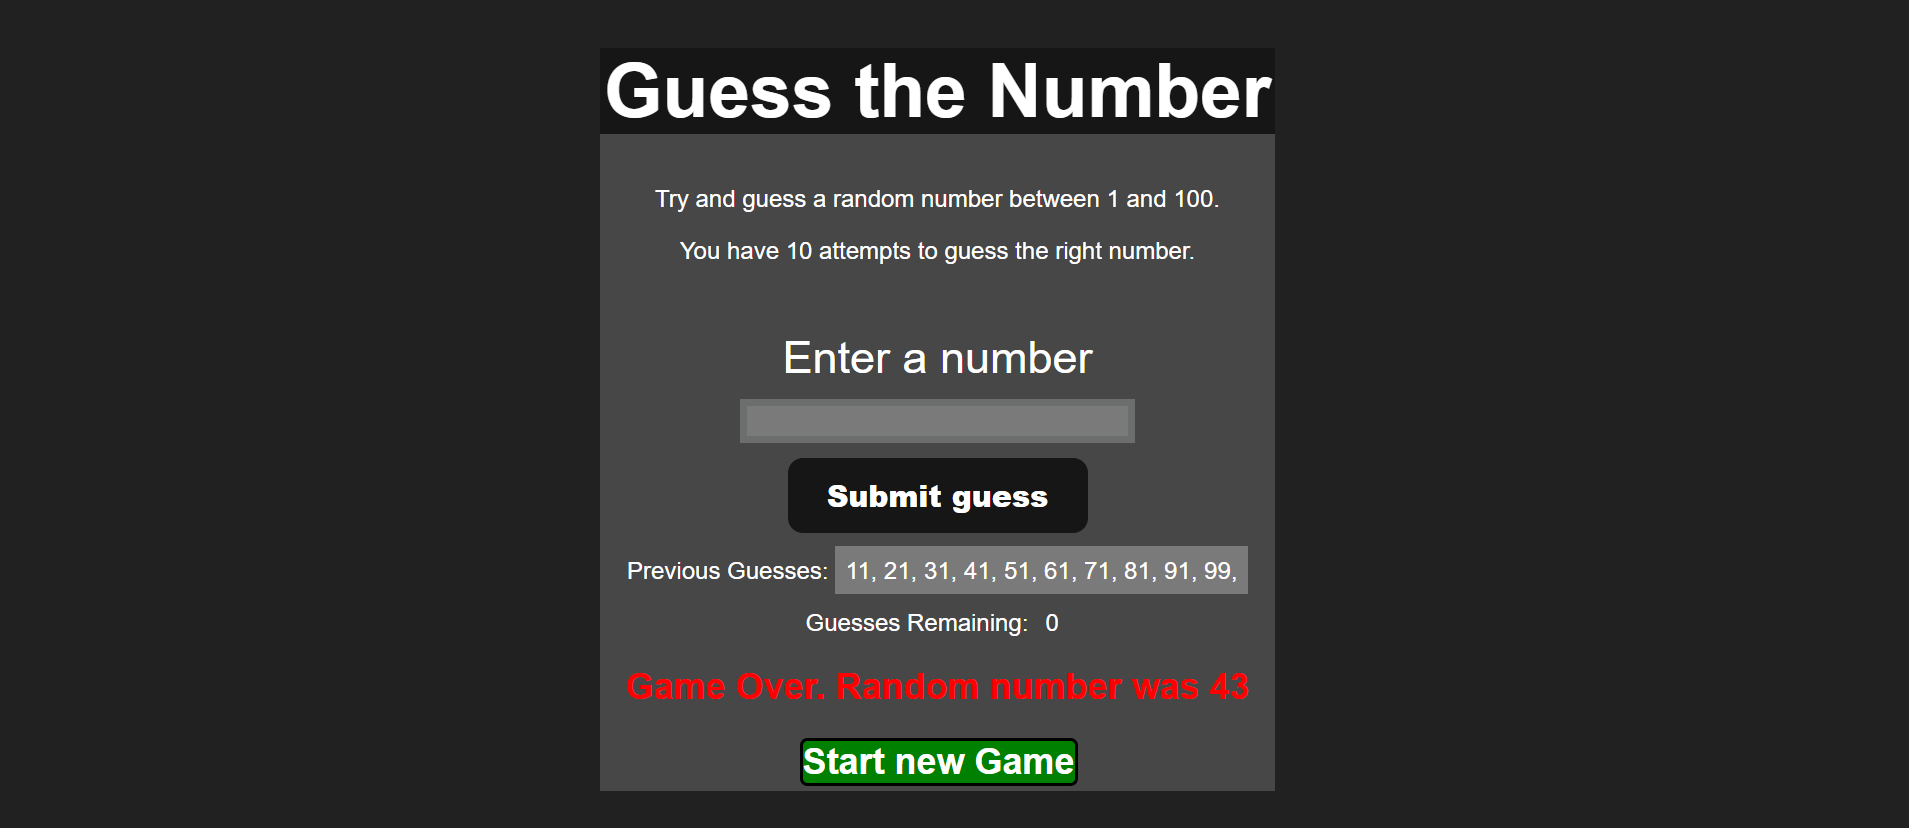 Guess the Number
Try and guess a random number between 1 and 100.
You have 10 attempts to guess the right number.
Enter a number
Submit guess
Previous Guesses: 11, 21, 31, 41, 51, 61, 71, 81, 91, 99,
Guesses Remaining: 0
Game Over. Random number was 43
Start new Game